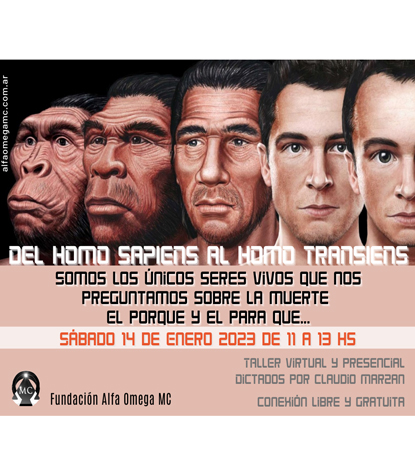 alfaomegamc.com.ar
DEL HOMO SAPIENS AL HOMO TRANSIENS
SOMOS LOS ÚNICOS SERES VIVOS QUE NOS
PREGUNTAMOS SOBRE LA MUERTE
EL PORQUE Y EL PARA QUE...
SÁBADO 14 DE ENERO 2023 DE 11 A 13 HS
TALLER VIRTUAL Y PRESENCIAL
DICTADOS POR CLAUDIO MARZAN
CONEXIÓN LIBRE Y GRATUITA
MC
Fundación Alfa Omega MC